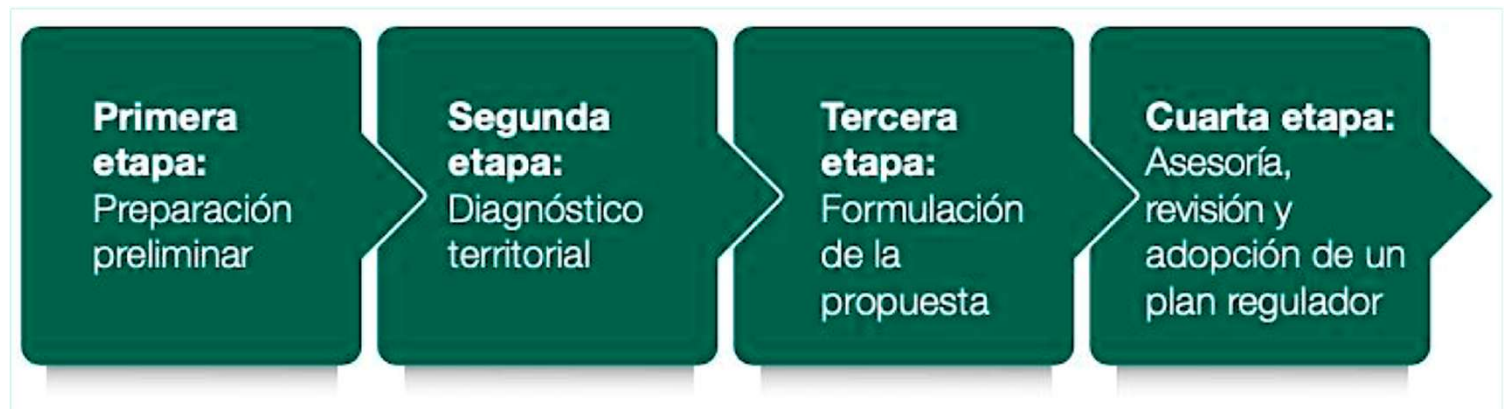 Primera
etapa:
Preparación
preliminar
Segunda
etapa:
Diagnóstico
territorial
Tercera
etapa:
Formulación
de la
propuesta
Cuarta etapa:
Asesoría,
revisión y
adopción de un
plan regulador